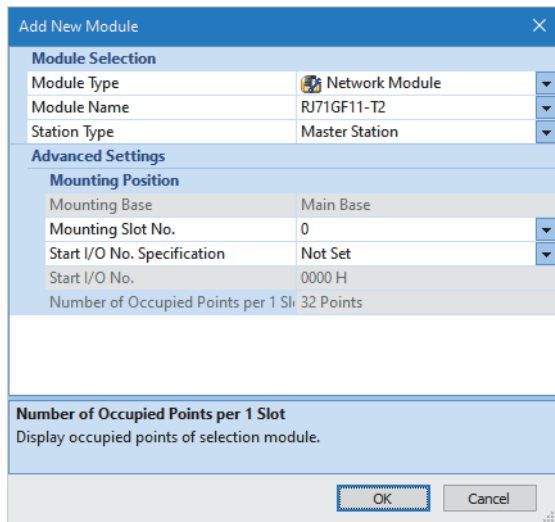 Add New Module
Module Selection
Module Type Network Module
Module Name RJ71GF11-T2
Station Type Master Station
Advanced Settings
Mounting Position
Mounting Base Main Base
Mounting Slot No. 0
Start I/O No. Specification Not Set
Start I/O No. 0000 H
Number of Occupied Points per 1 Sl 32 Points
Number of Occupied Points per 1 Slot
Display occupied points of selection module.
OK Cancel